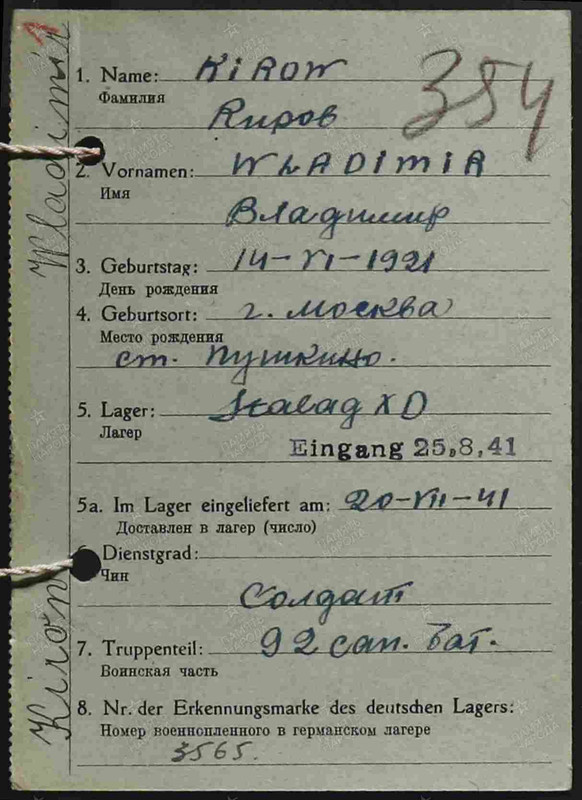 1. Name: KiROW
Фамилия
Киров
354
2. Vornamen: WLADIMIR
Имя
Владимир
3. Geburtstag: 14-VI-1921
День рождения
4. Geburtsort: г. Москва
Место рождения
ст. Пушкино.
5. Lager: Stalag XD
Лагер
Eingang 25.8.41
5a. Im Lager eingeliefert am: 20-VII-41
Доставлен в лагер (число)
6. Dienstgrad:
Чин
Солдат
7. Truppenteil: 92 сап. бат.
Воинская часть
8. Nr. der Erkennungsmarke des deutschen Lagers:
Номер военнопленного в германском лагере
3565.
Kirow Wladimir